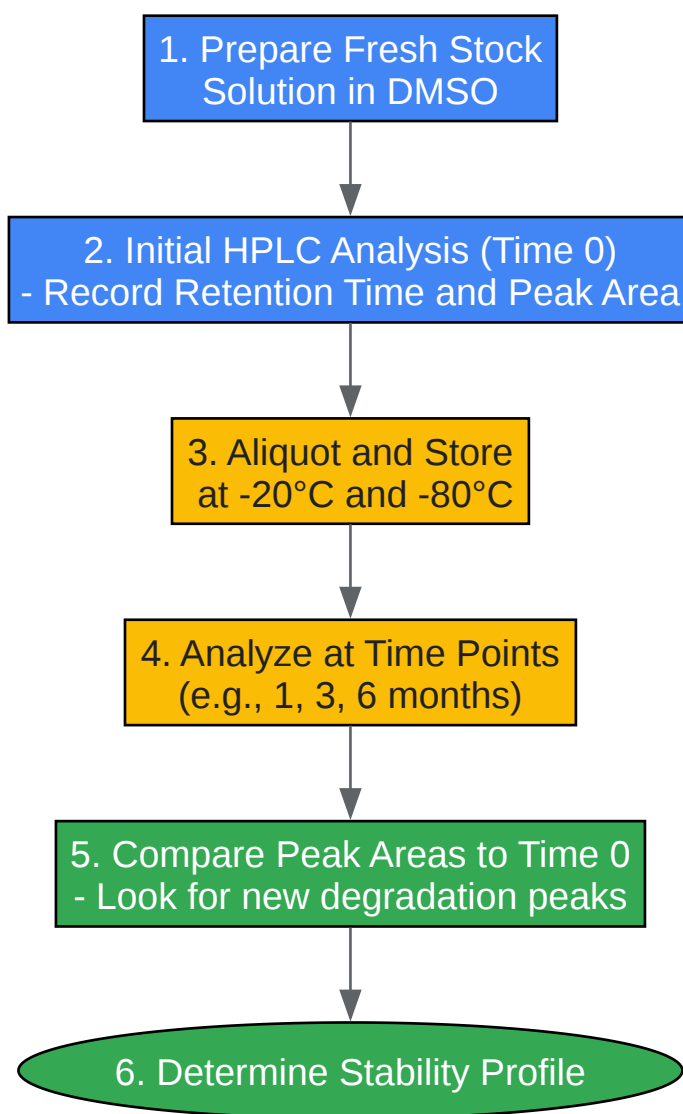 1. Prepare Fresh Stock
Solution in DMSO
2. Initial HPLC Analysis (Time 0)
- Record Retention Time and Peak Area
3. Aliquot and Store
at -20°C and -80°C
4. Analyze at Time Points
(e.g., 1, 3, 6 months)
5. Compare Peak Areas to Time 0
- Look for new degradation peaks
6. Determine Stability Profile